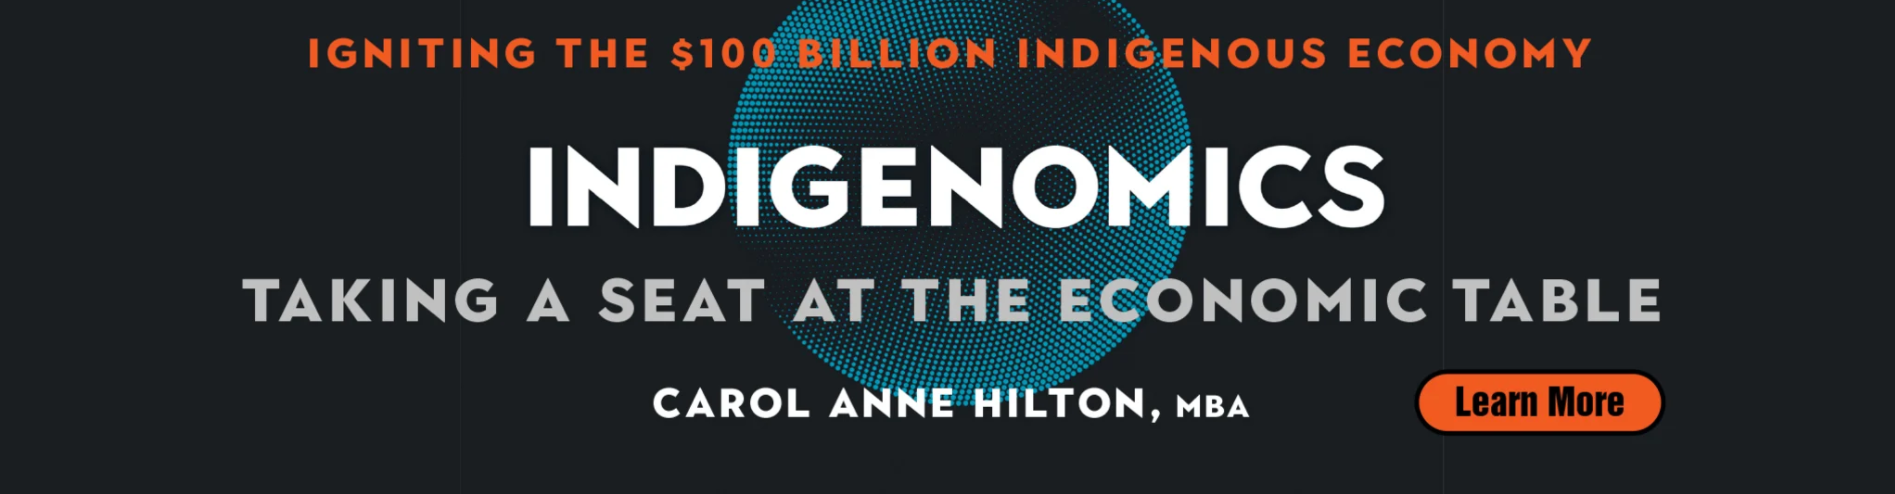 IGNITING THE $100 BILLION INDIGENOUS ECONOMY
INDIGENOMICS
TAKING A SEAT AT THE ECONOMIC TABLE
CAROL ANNE HILTON, MBA
Learn More